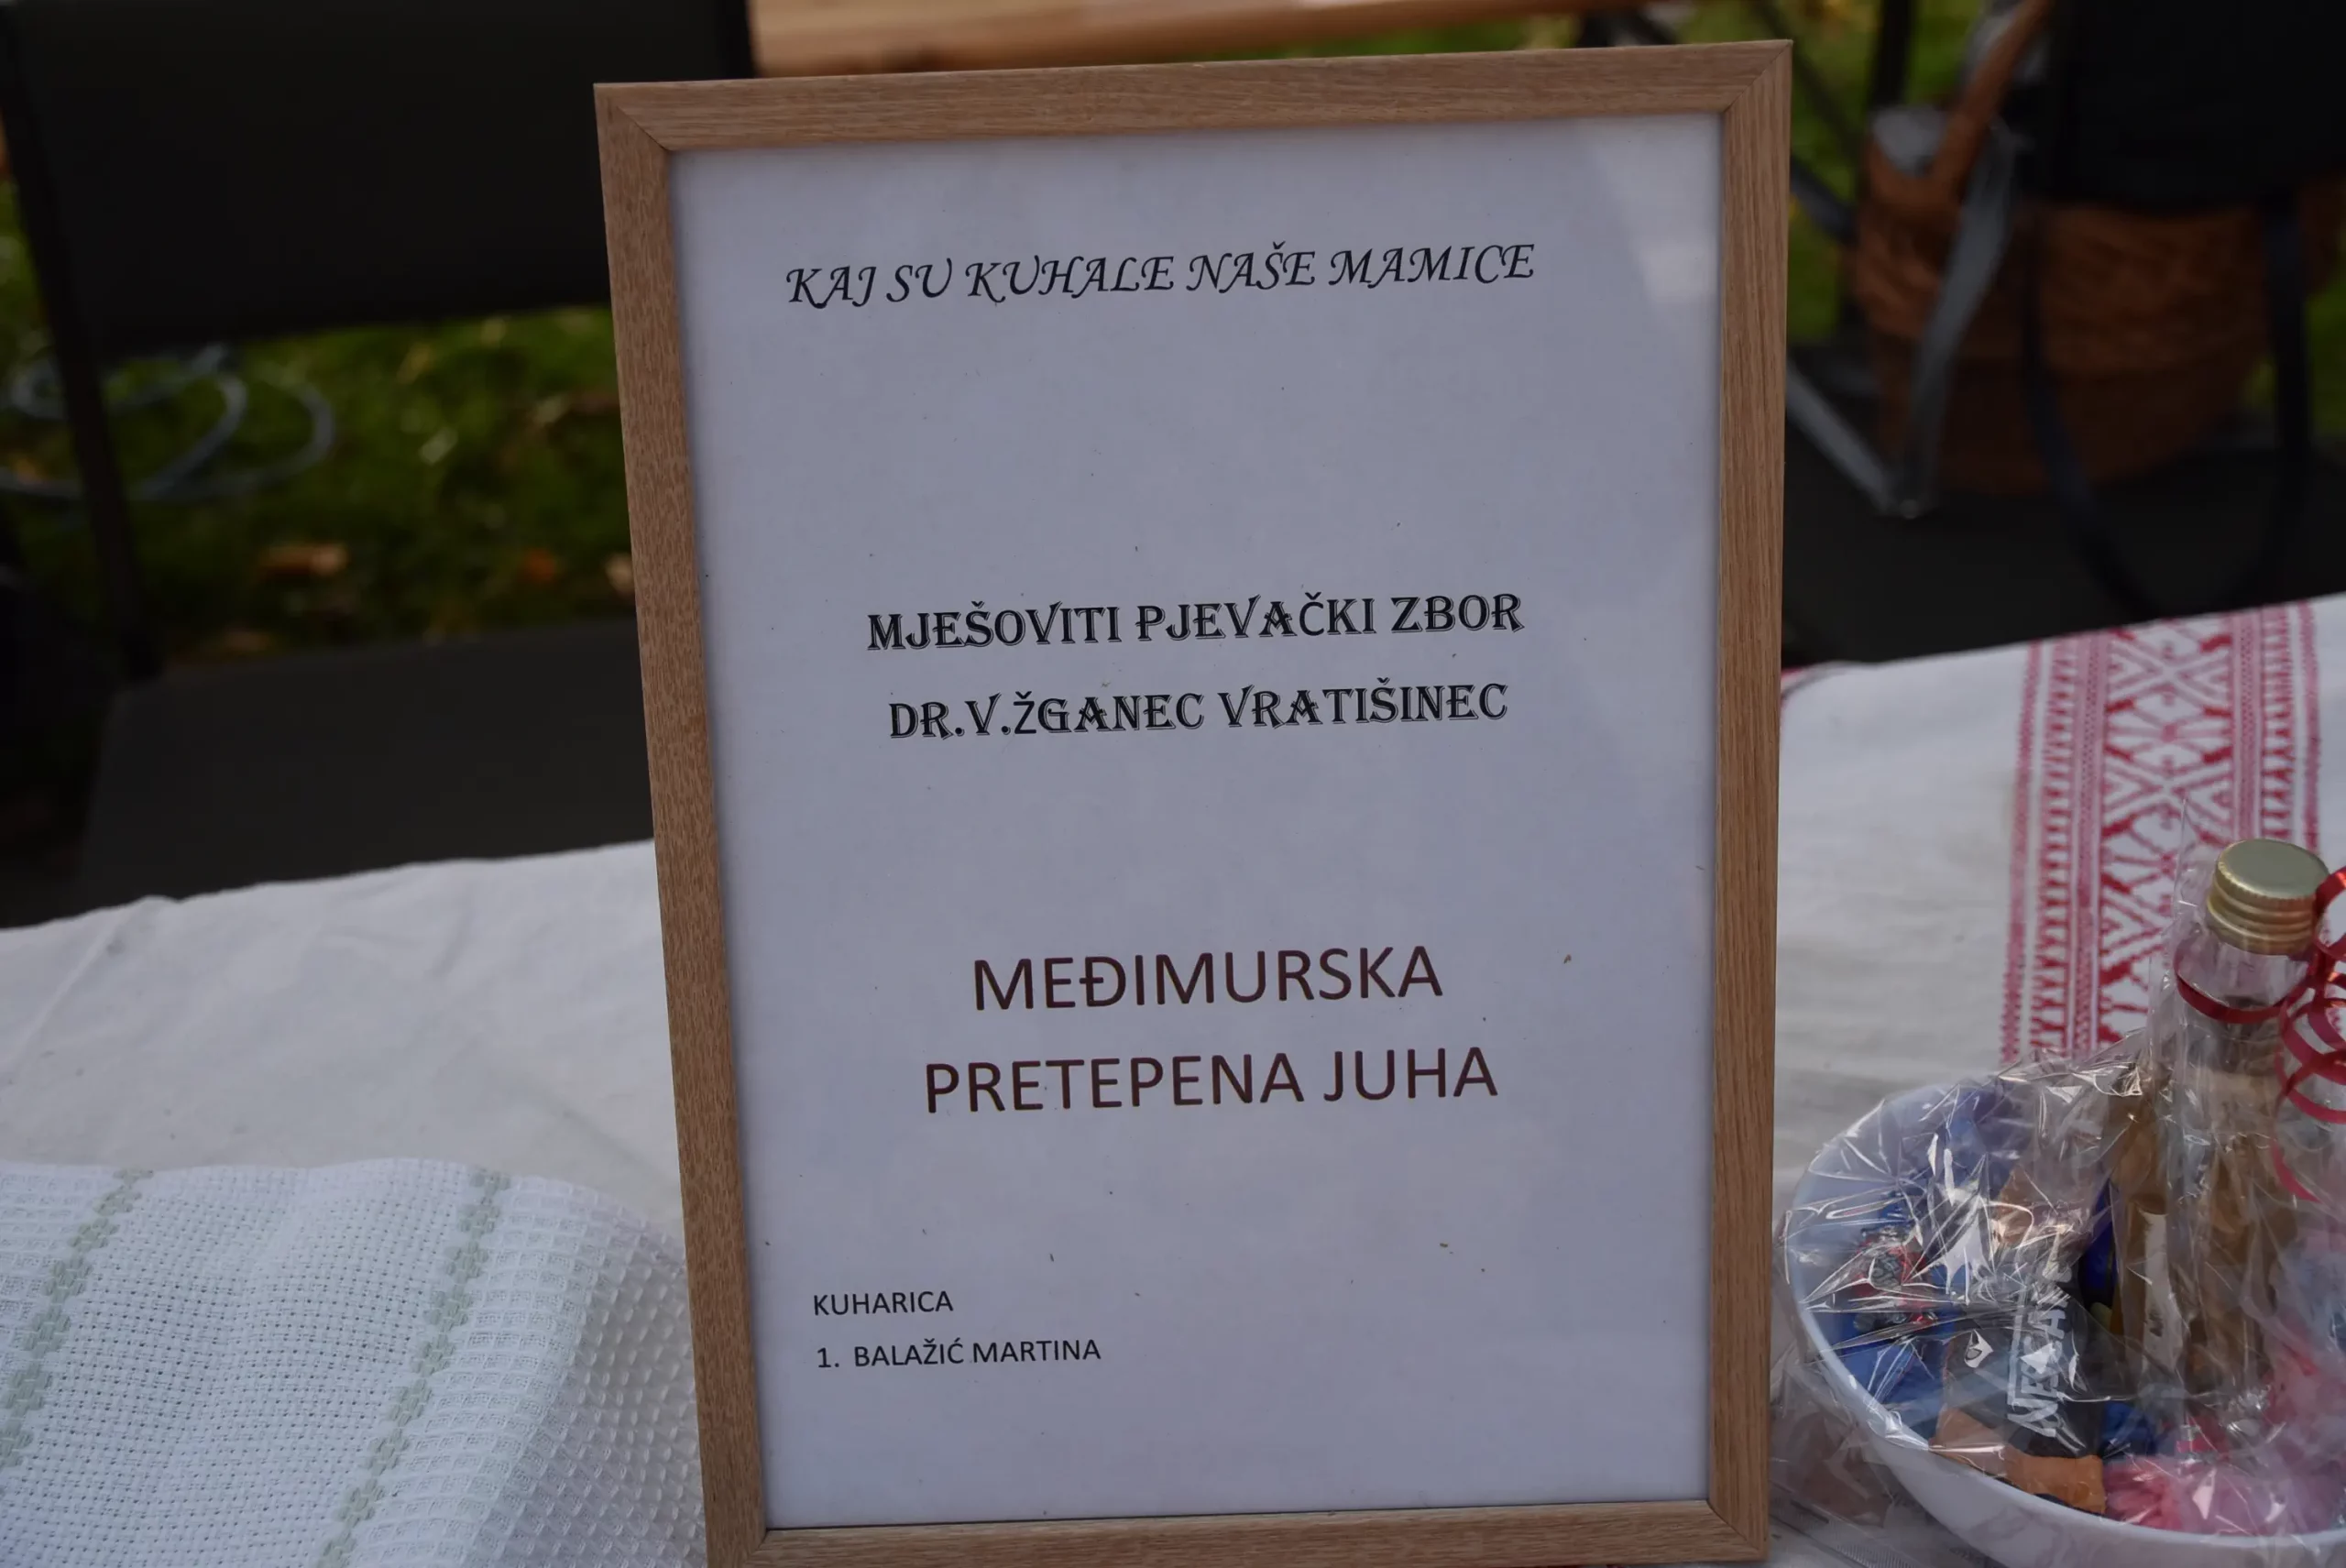 KAJ SU KUHALE NAŠE MAMICE
MJEŠOVITI PJEVAČKI ZBOR
DR.V.ŽGANEC VRATIŠINEC
MEĐIMURSKA
PRETEPENA JUHA
KUHARICA
1. BALAŽIĆ MARTINA